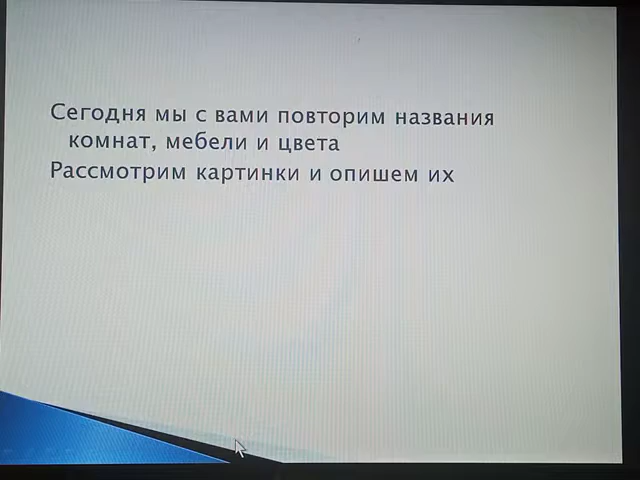 Сегодня мы с вами повторим названия
комнат, мебели и цвета
Рассмотрим картинки и опишем их